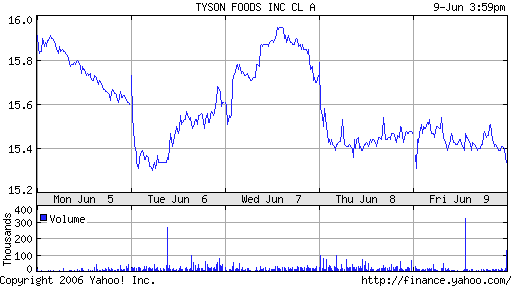 TYSON FOODS INC CL A 9-Jun 3:59pm
16.0
15.8
15.6
15.4
15.2
Mon Jun 5 Tue Jun 6 Wed Jun 7 Thu Jun 8 Fri Jun 9
400
300
200
100
0
Thousands
Volume
Copyright 2006 Yahoo! Inc. http://finance.yahoo.com/